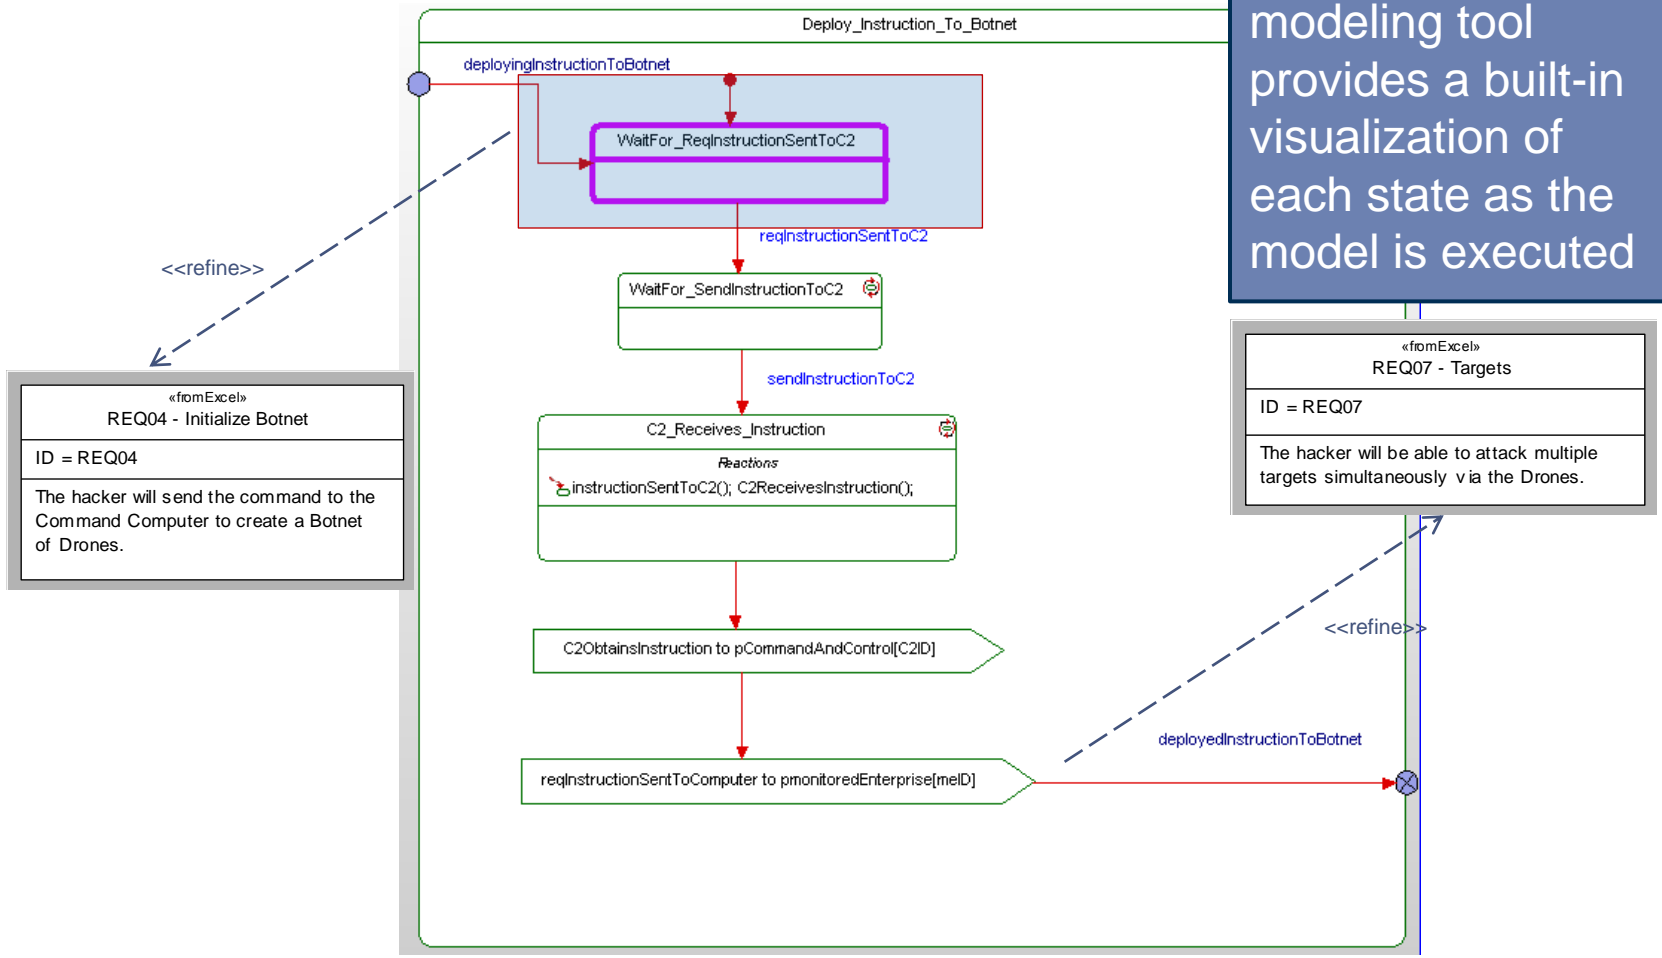 Deploy_Instruction_To_Botnet
modeling tool
provides a built-in
visualization of
each state as the
model is executed
deployingInstructionToBotnet
WaitFor_ReqInstructionSentToC2
reqInstructionSentToC2
<<refine>>
WaitFor_SendInstructionToC2
sendInstructionToC2
«fromExcel»
REQ04 - Initialize Botnet
ID = REQ04
The hacker will send the command to the
Command Computer to create a Botnet
of Drones.
C2_Receives_Instruction
Reactions
instructionSentToC2(); C2ReceivesInstruction();
«fromExcel»
REQ07 - Targets
ID = REQ07
The hacker will be able to attack multiple
targets simultaneously via the Drones.
C2ObtainsInstruction to pCommandAndControl[C2ID]
<<refine>>
deployedInstructionToBotnet
reqInstructionSentToComputer to pmonitoredEnterprise[meID]